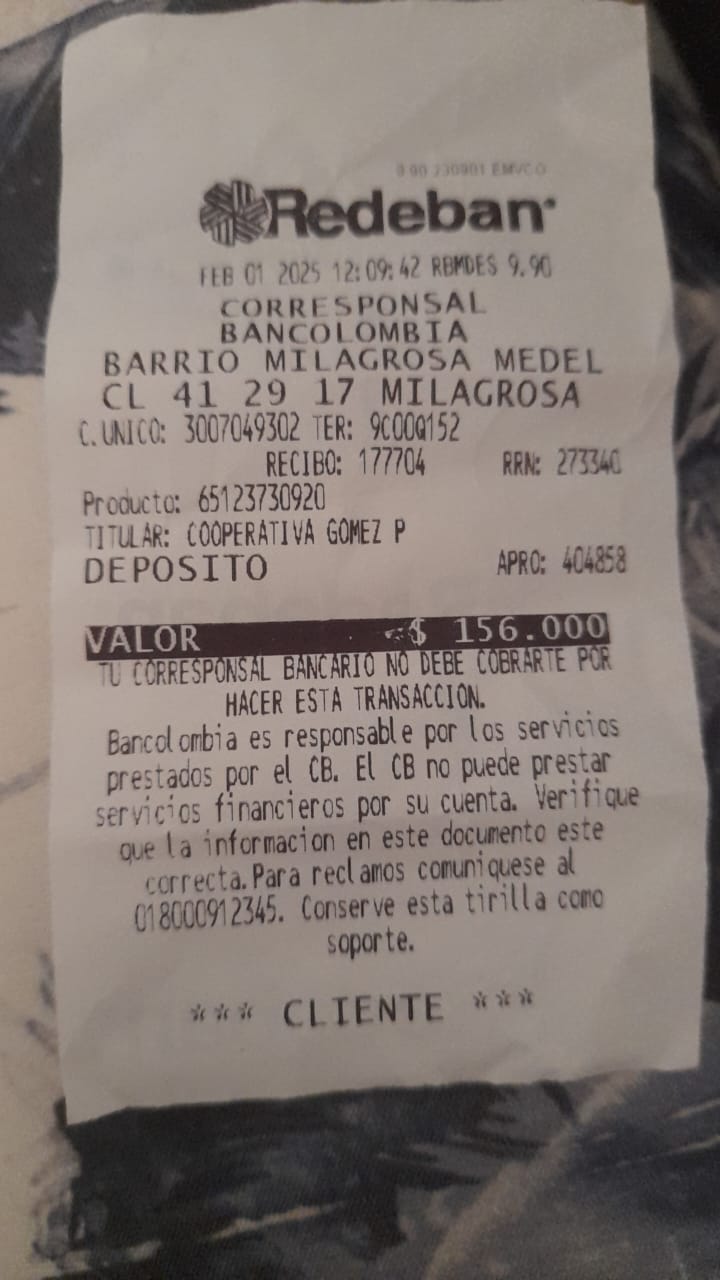 0 90 230901 EMVCO
Redeban
FEB 01 2025 12:09:42 RBMDES 9.90
CORRESPONSAL
BANCOLOMBIA
BARRIO MILAGROSA MEDEL
CL 41 29 17 MILAGROSA
C.UNICO: 3007049302 TER: 9C00Q152
RECIBO: 177704 RRN: 273340
Producto: 65123730920
TITULAR: COOPERATIVA GOMEZ P
DEPOSITO APRO: 404858
VALOR $ 156.000
TU CORRESPONSAL BANCARIO NO DEBE COBRARTE POR
HACER ESTA TRANSACCION.
Bancolombia es responsable por los servicios
prestados por el CB. El CB no puede prestar
servicios financieros por su cuenta. Verifique
que la informacion en este documento este
correcta.Para reclamos comuniquese al
018000912345. Conserve esta tirilla como
soporte.
*** CLIENTE ***